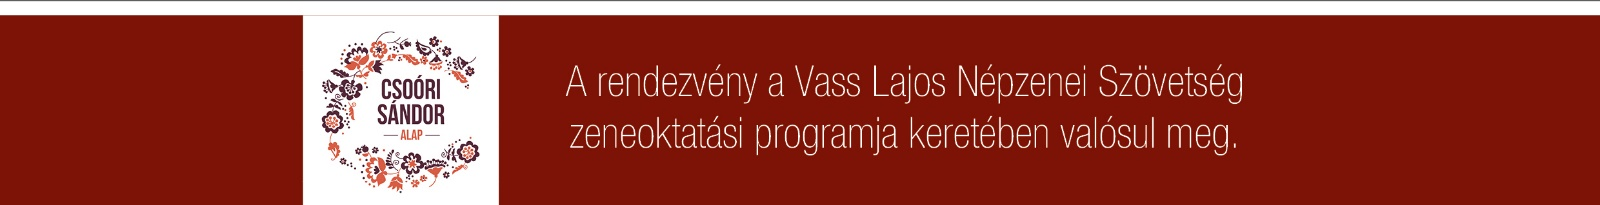 CSOÓRI
SÁNDOR
ALAP
A rendezvény a Vass Lajos Népzenei Szövetség
zeneoktatási programja keretében valósul meg.